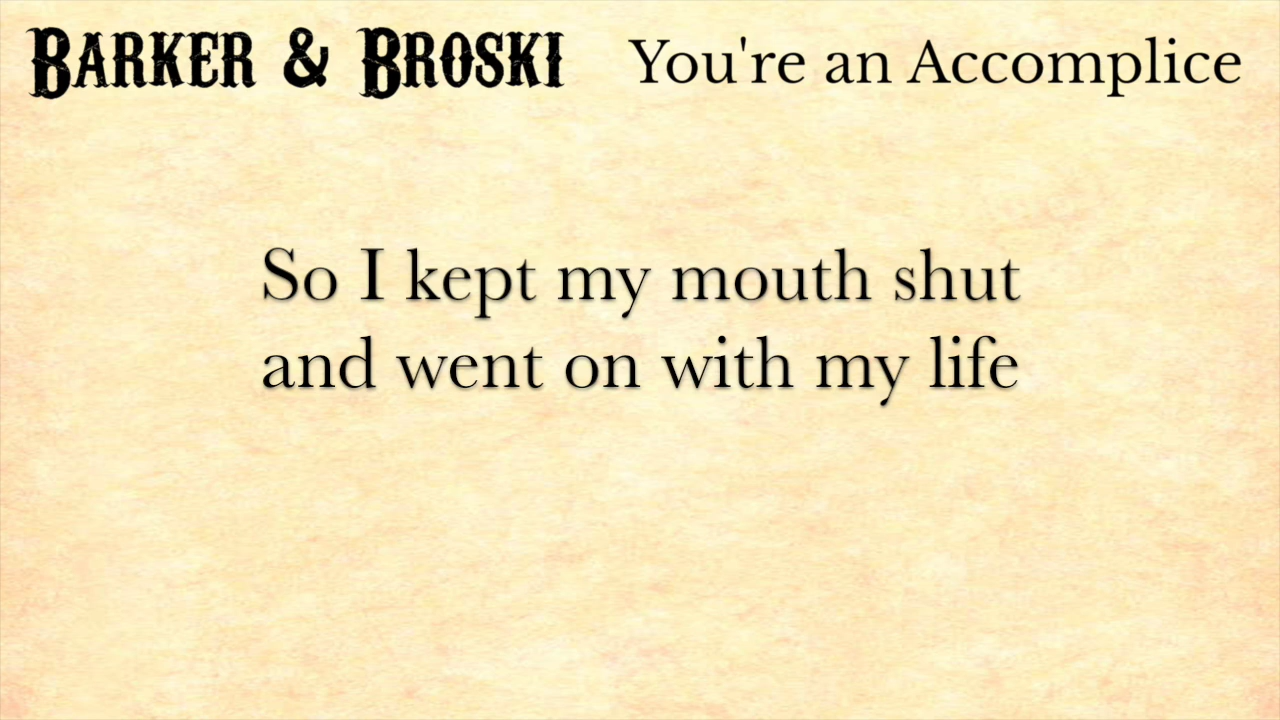 BARKER & BROSKI You're an Accomplice
So I kept my mouth shut
and went on with my life